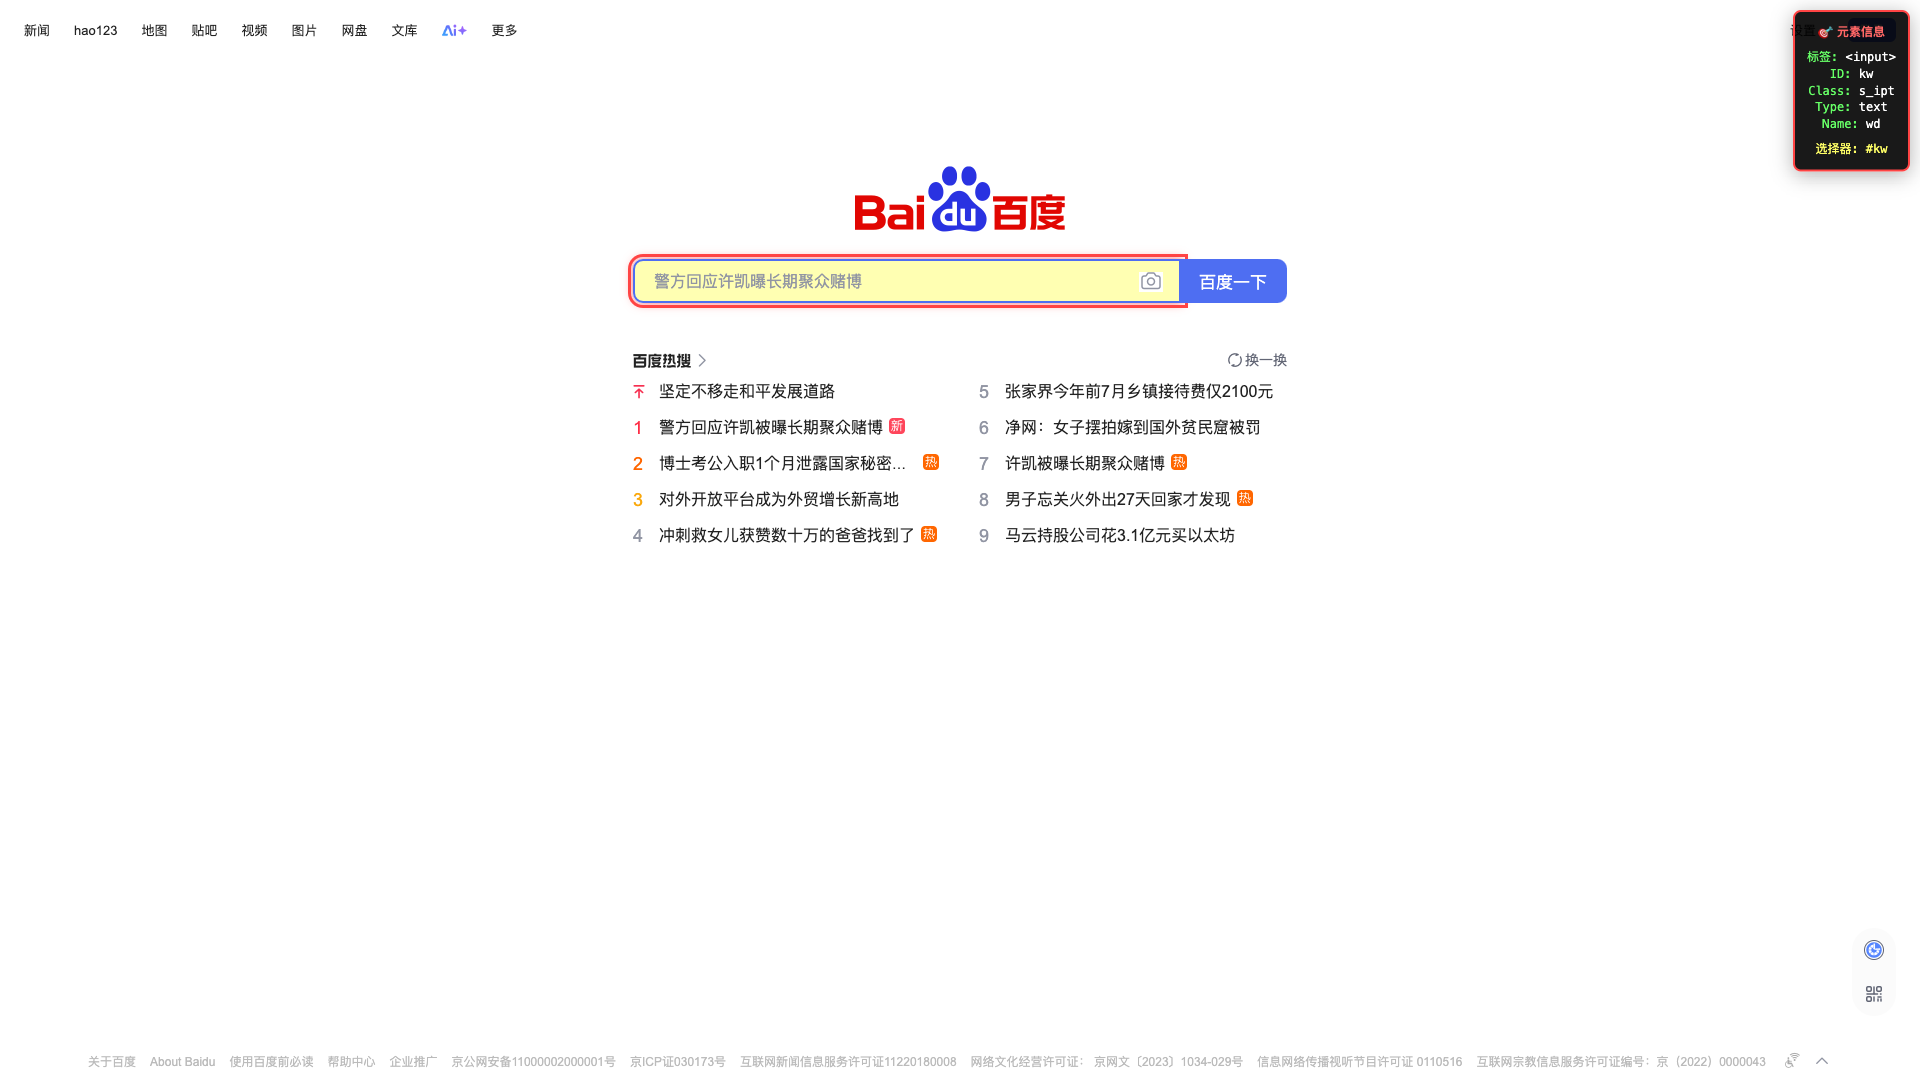 新闻 hao123 地图 贴吧 视频 图片 网盘 文库 Ai+ 更多
元素信息
标签: <input>
ID: kw
Class: s_ipt
Type: text
Name: wd
选择器: #kw
Bai du 百度
警方回应许凯曝长期聚众赌博 百度一下
百度热搜 换一换
坚定不移走和平发展道路
1 警方回应许凯被曝长期聚众赌博 新
2 博士考公入职1个月泄露国家秘密... 热
3 对外开放平台成为外贸增长新高地
4 冲刺救女儿获赞数十万的爸爸找到了 热
5 张家界今年前7月乡镇接待费仅2100元
6 净网：女子摆拍嫁到国外贫民窟被罚
7 许凯被曝长期聚众赌博 热
8 男子忘关火外出27天回家才发现 热
9 马云持股公司花3.1亿元买以太坊
关于百度 About Baidu 使用百度前必读 帮助中心 企业推广 京公网安备11000002000001号 京ICP证030173号 互联网新闻信息服务许可证11220180008 网络文化经营许可证： 京网文〔2023〕1034-029号 信息网络传播视听节目许可证 0110516 互联网宗教信息服务许可证编号：京（2022）0000043